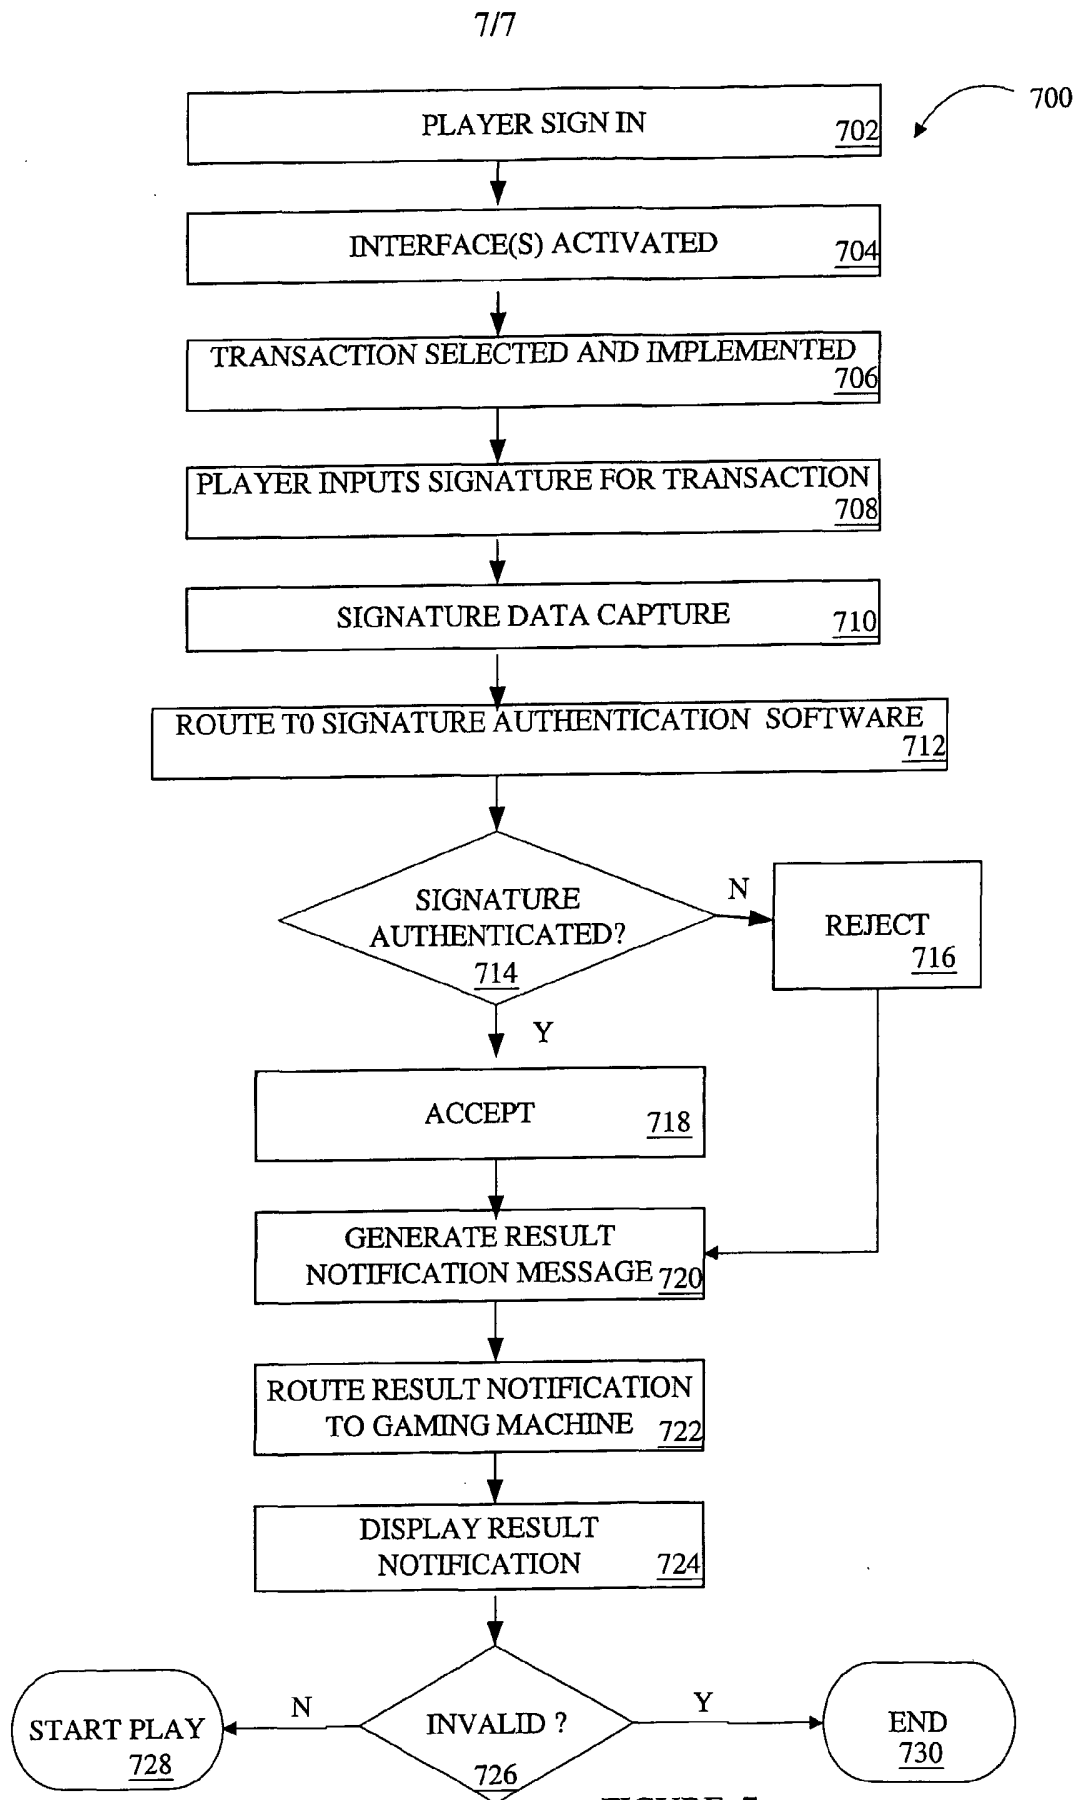 7/7
700
PLAYER SIGN IN
702
INTERFACE(S) ACTIVATED
704
TRANSACTION SELECTED AND IMPLEMENTED
706
PLAYER INPUTS SIGNATURE FOR TRANSACTION
708
SIGNATURE DATA CAPTURE
710
ROUTE T0 SIGNATURE AUTHENTICATION SOFTWARE
712
SIGNATURE
AUTHENTICATED?
714
N
REJECT
716
Y
ACCEPT
718
GENERATE RESULT
NOTIFICATION MESSAGE
720
ROUTE RESULT NOTIFICATION
TO GAMING MACHINE
722
DISPLAY RESULT
NOTIFICATION
724
INVALID ?
726
N
START PLAY
728
Y
END
730